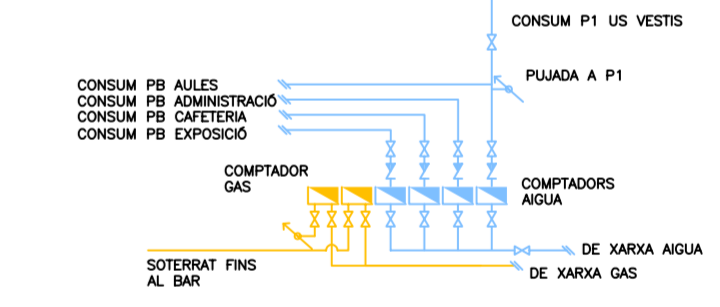 CONSUM P1 US VESTIS
PUJADA A P1
CONSUM PB AULES
CONSUM PB ADMINISTRACIÓ
CONSUM PB CAFETERIA
CONSUM PB EXPOSICIÓ
COMPTADOR
GAS
COMPTADORS
AIGUA
DE XARXA AIGUA
DE XARXA GAS
SOTERRAT FINS
AL BAR